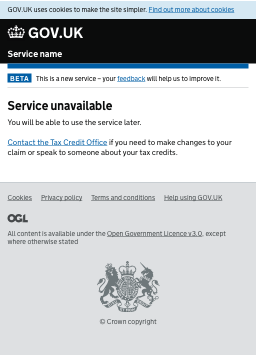 GOV.UK uses cookies to make the site simpler. Find out more about cookies
GOV.UK
Service name
BETA This is a new service – your feedback will help us to improve it.
Service unavailable
You will be able to use the service later.
Contact the Tax Credit Office if you need to make changes to your
claim or speak to someone about your tax credits.
Cookies Privacy policy Terms and conditions Help using GOV.UK
OGL
All content is available under the Open Government Licence v3.0, except
where otherwise stated
© Crown copyright